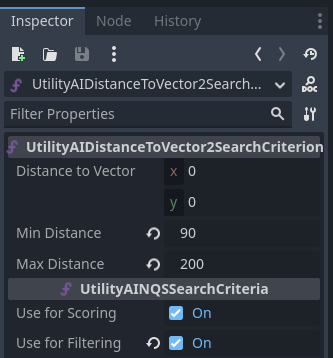 Inspector Node History
UtilityAIDistanceToVector2Search...
DOC
Filter Properties
UtilityAIDistanceToVector2SearchCriterion
Distance to Vector x 0
y 0
Min Distance 90
Max Distance 200
UtilityAINQSSearchCriteria
Use for Scoring On
Use for Filtering On